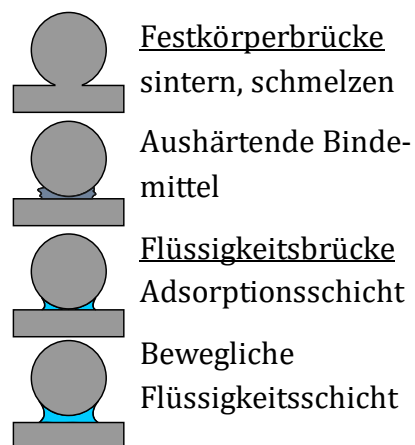 Festkörperbrücke
sintern, schmelzen
Aushärtende Binde-
mittel
Flüssigkeitsbrücke
Adsorptionsschicht
Bewegliche
Flüssigkeitsschicht